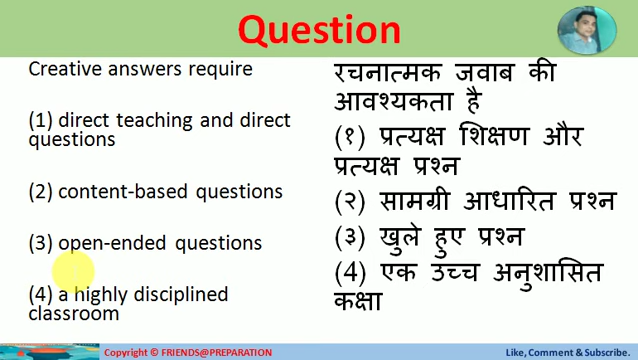 Question
Creative answers require
(1) direct teaching and direct
questions
(2) content-based questions
(3) open-ended questions
(4) a highly disciplined
classroom
रचनात्मक जवाब की
आवश्यकता है
(१) प्रत्यक्ष शिक्षण और
प्रत्यक्ष प्रश्न
(२) सामग्री आधारित प्रश्न
(३) खुले हुए प्रश्न
(4) एक उच्च अनुशासित
कक्षा
Copyright © FRIENDS@PREPARATION
Like, Comment & Subscribe.